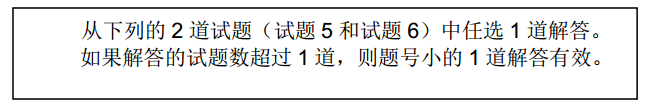 从下列的 2 道试题（试题 5 和试题 6）中任选 1 道解答。
如果解答的试题数超过 1 道，则题号小的 1 道解答有效。